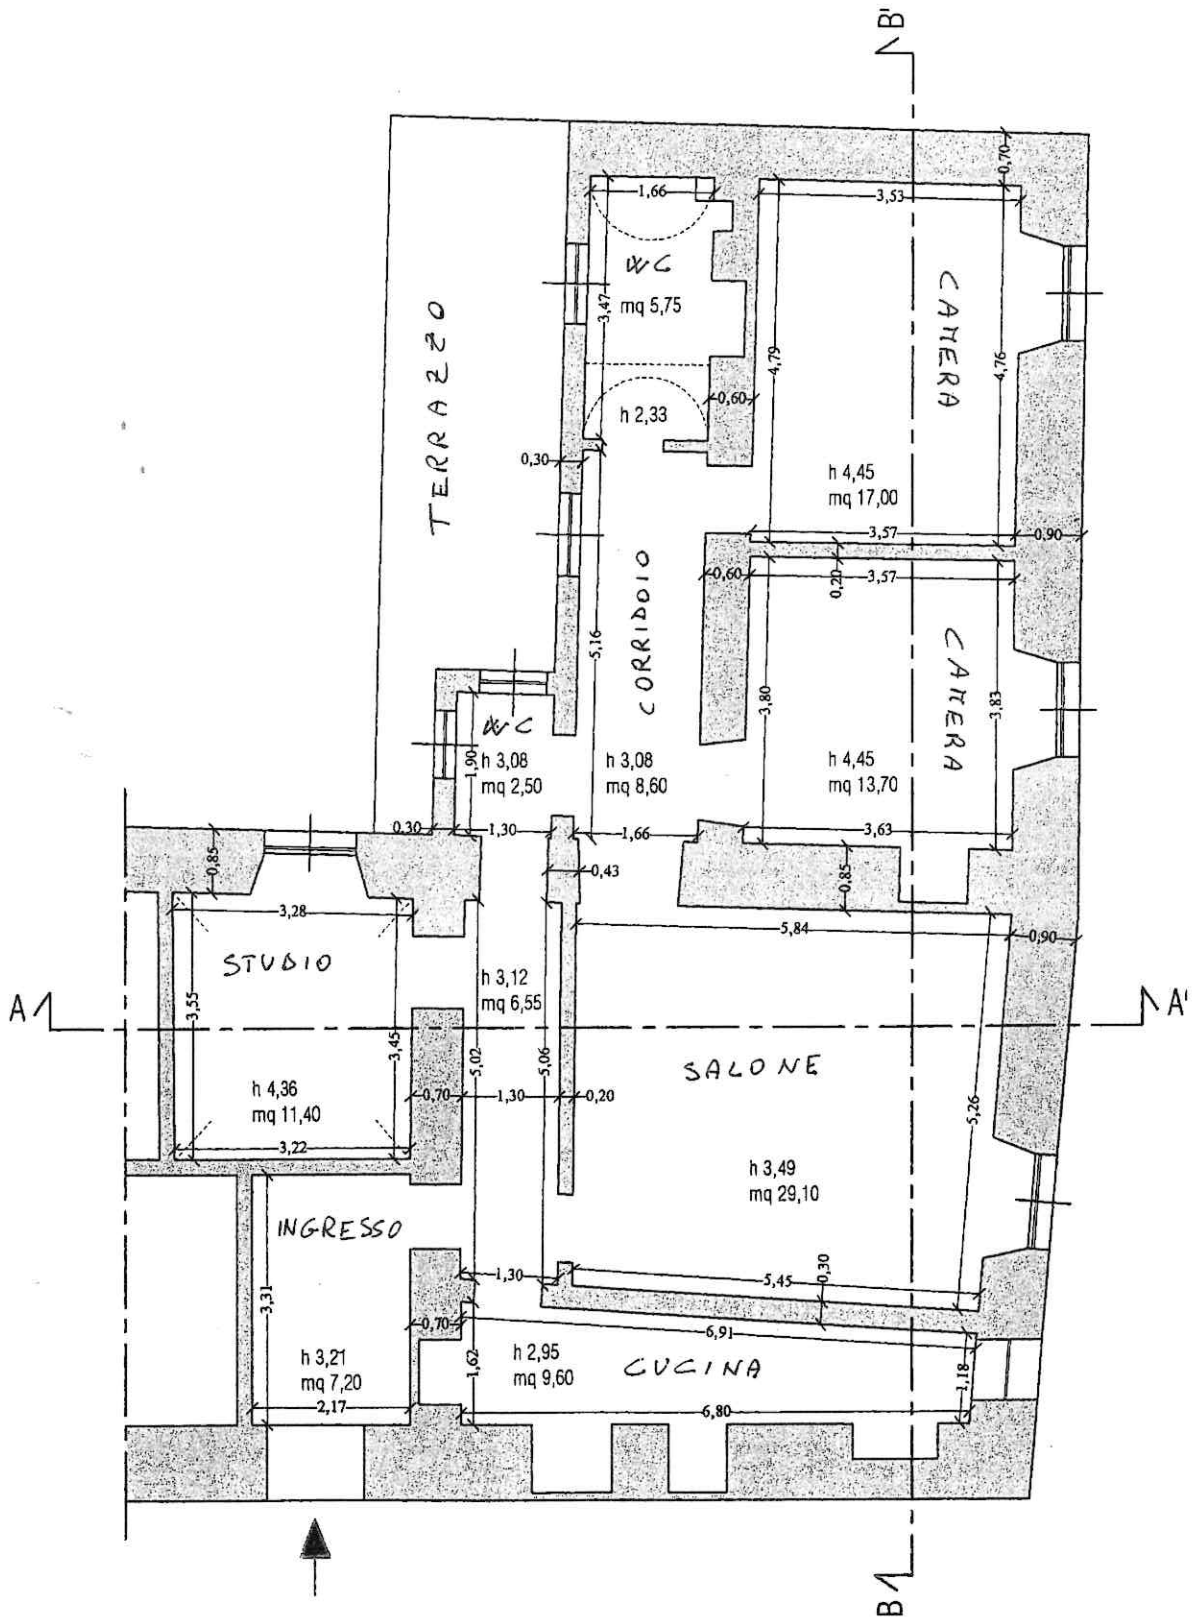 B'
0,70
1,66
3,53
WC
mq 5,75
3,47
TERRAZZO
CAMERA
4,79
4,76
0,60
h 2,33
0,30
h 4,45
mq 17,00
3,57
0,90
0,60
0,20
3,57
CORRIDOIO
5,16
CAMERA
3,80
3,83
WC
1,90
h 3,08
mq 2,50
h 3,08
mq 8,60
h 4,45
mq 13,70
0,30
1,30
1,66
3,63
0,85
0,43
0,85
3,28
5,84
0,90
STUDIO
h 3,12
mq 6,55
A
A'
3,55
3,45
5,02
5,06
SALONE
5,26
h 4,36
mq 11,40
0,70
1,30
0,20
3,22
h 3,49
mq 29,10
INGRESSO
1,30
5,45
0,30
3,31
0,70
6,91
h 3,21
mq 7,20
1,62
h 2,95
mq 9,60
CUCINA
1,18
2,17
6,80
B